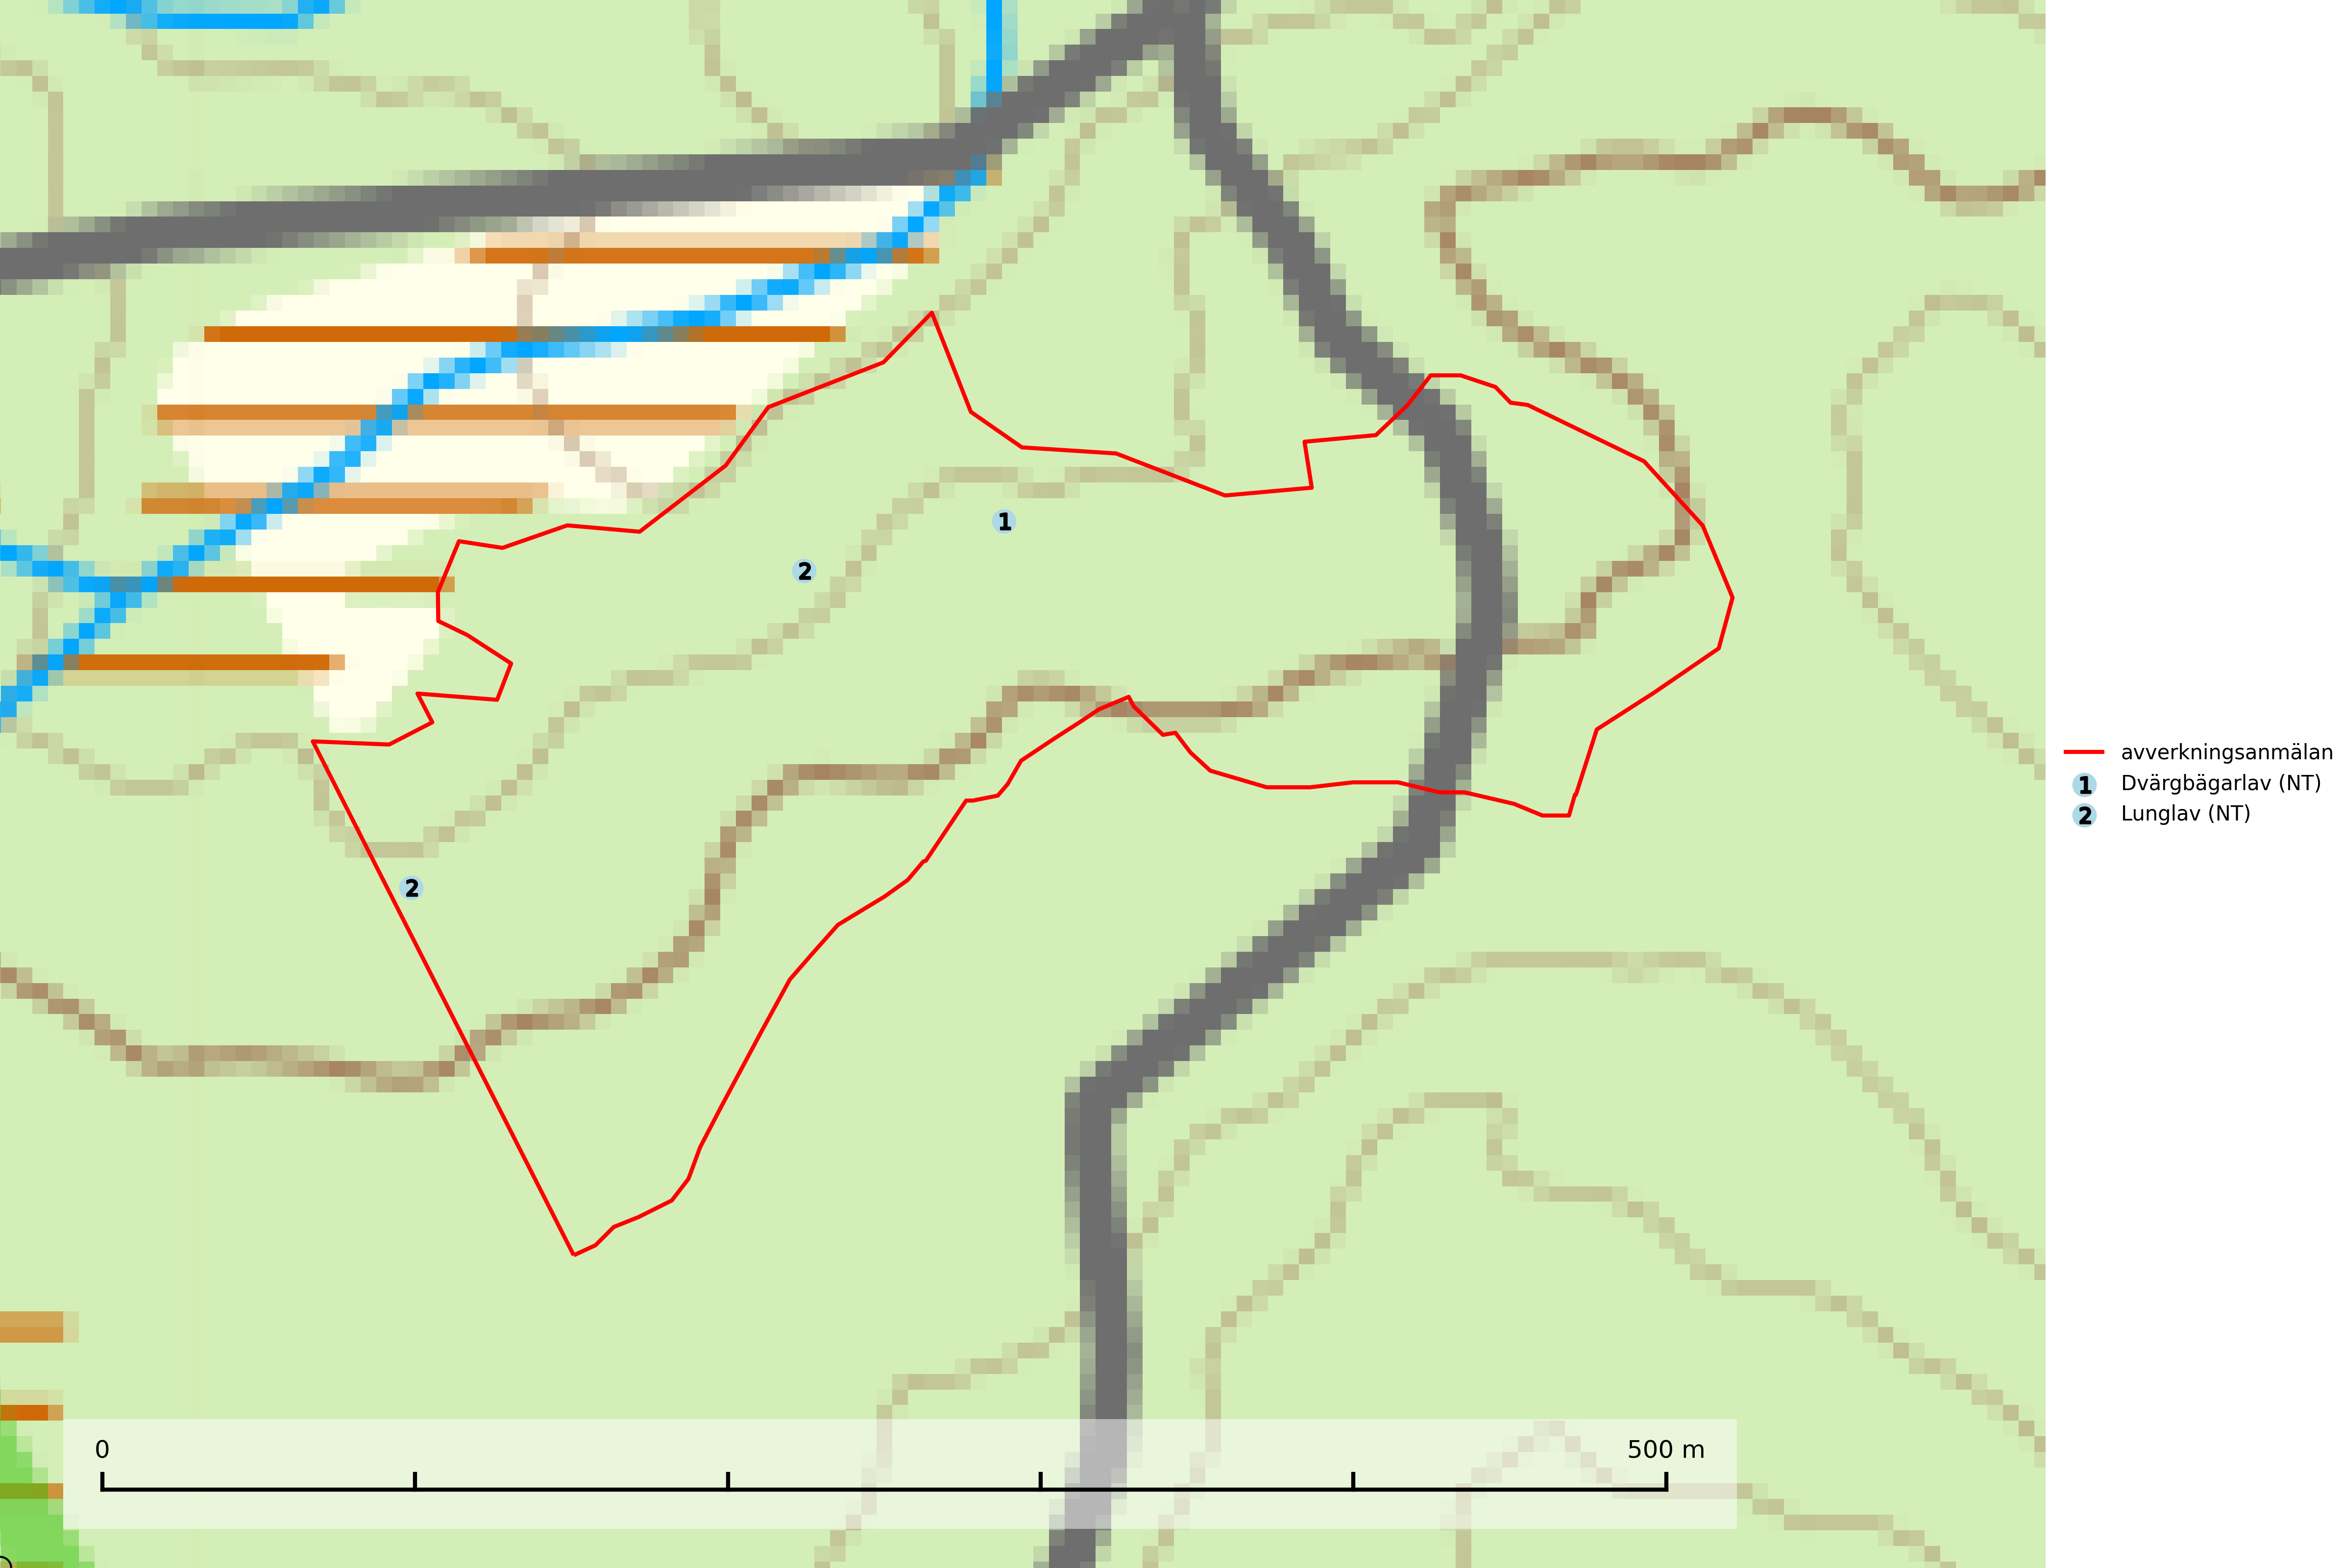 1
2
2
avverkningsanmälan
1 Dvärgbägarlav (NT)
2 Lunglav (NT)
0 500 m